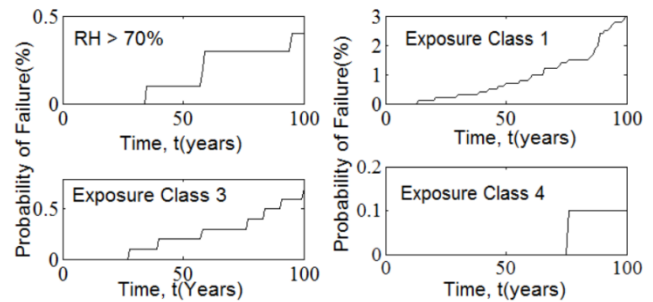 0.5
RH > 70%
0
0 50 100
Time, t(years)
Probability of Failure(%)
3
Exposure Class 1
2
1
0
0 50 100
Time, t(years)
Probability of Failure(%)
Exposure Class 3
0.5
0
0 50 100
Time, t(Years)
0.2
Exposure Class 4
0.1
0
0 50 100
Time, t(years)